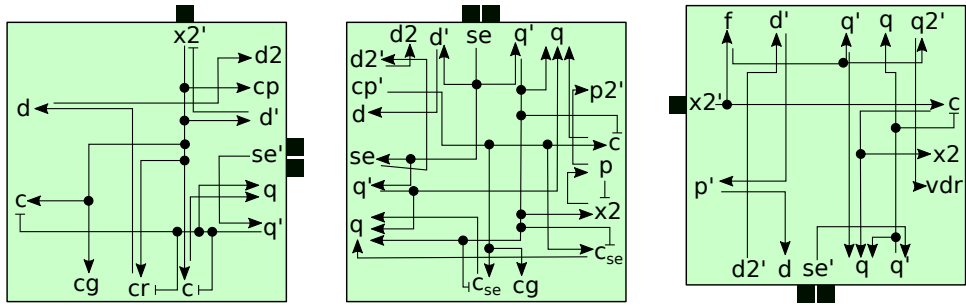 x2'
d2
cp
d
d'
se'
q
c
q'
cg cr c
d2 d' se q' q
d2'
cp' p2'
d
c
se p
q'
x2
q
c_se
c_se cg
f d' q' q q2'
x2' c
x2
p' vdr
d2' d se' q q'